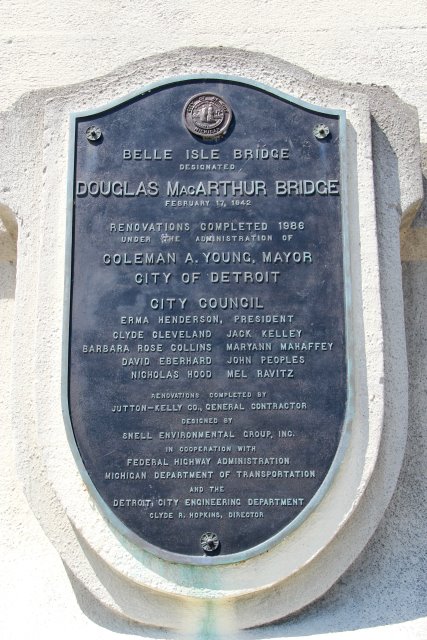 BELLE ISLE BRIDGE
DESIGNATED
DOUGLAS MACARTHUR BRIDGE
FEBRUARY 17, 1942
RENOVATIONS COMPLETED 1986
UNDER THE ADMINISTRATION OF
COLEMAN A. YOUNG, MAYOR
CITY OF DETROIT
CITY COUNCIL
ERMA HENDERSON, PRESIDENT
CLYDE CLEVELAND JACK KELLEY
BARBARA ROSE COLLINS MARYANN MAHAFFEY
DAVID EBERHARD JOHN PEOPLES
NICHOLAS HOOD MEL RAVITZ
RENOVATIONS COMPLETED BY
JUTTON-KELLY CO., GENERAL CONTRACTOR
DESIGNED BY
SNELL ENVIRONMENTAL GROUP, INC.
IN COOPERATION WITH
FEDERAL HIGHWAY ADMINISTRATION
MICHIGAN DEPARTMENT OF TRANSPORTATION
AND THE
DETROIT, CITY ENGINEERING DEPARTMENT
CLYDE R. HOPKINS, DIRECTOR